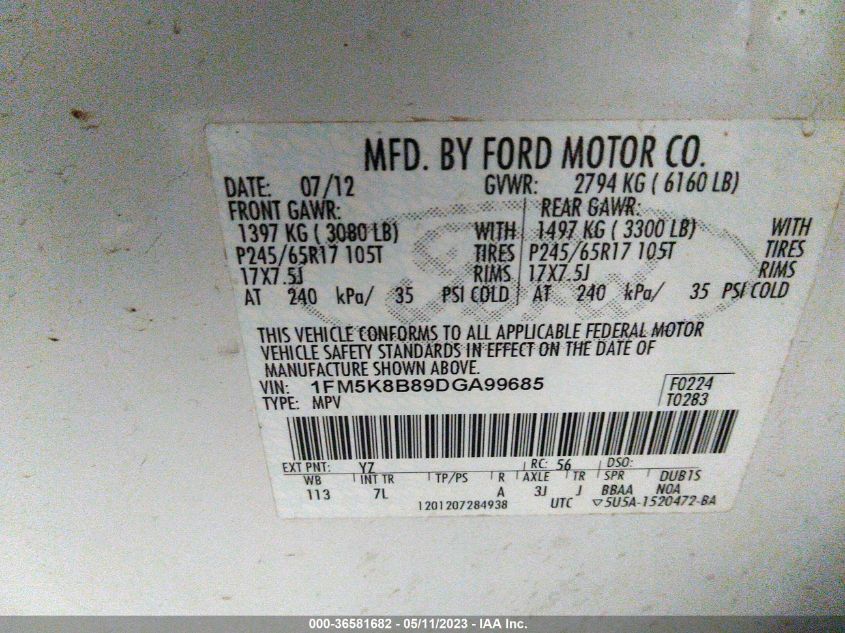 MFD. BY FORD MOTOR CO.
DATE: 07/12 GVWR: 2794 KG ( 6160 LB)
FRONT GAWR: REAR GAWR:
1397 KG ( 3080 LB) WITH 1497 KG ( 3300 LB) WITH
P245/65R17 105T TIRES P245/65R17 105T TIRES
17X7.5J RIMS 17X7.5J RIMS
AT 240 kPa/ 35 PSI COLD AT 240 kPa/ 35 PSI COLD
THIS VEHICLE CONFORMS TO ALL APPLICABLE FEDERAL MOTOR
VEHICLE SAFETY STANDARDS IN EFFECT ON THE DATE OF
MANUFACTURE SHOWN ABOVE.
VIN: 1FM5K8B89DGA99685 F0224
TYPE: MPV T0283
EXT PNT: YZ RC: 56 DSO:
WB INT TR TP/PS R AXLE TR SPR DUB1S
113 7L A 3J J BBAA NOA
1201207284938 UTC ▽5U5A-1520472-BA
000-36581682 - 05/11/2023 - IAA Inc.